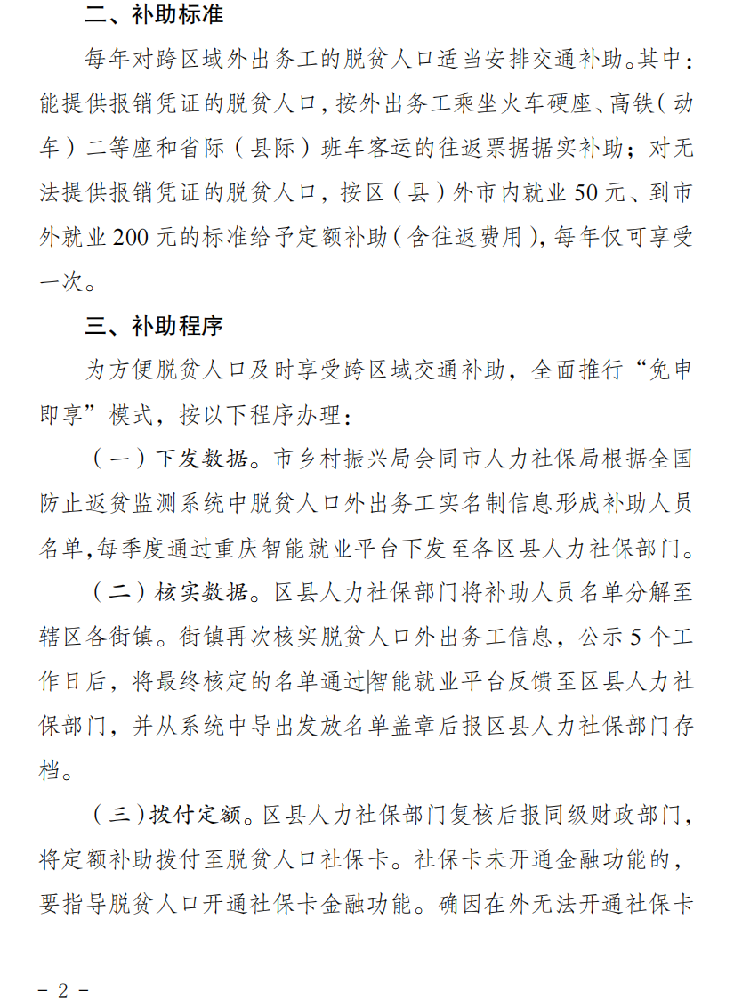 二、补助标准
每年对跨区域外出务工的脱贫人口适当安排交通补助。其中：
能提供报销凭证的脱贫人口，按外出务工乘坐火车硬座、高铁（动
车）二等座和省际（县际）班车客运的往返票据据实补助；对无
法提供报销凭证的脱贫人口，按区（县）外市内就业 50 元、到市
外就业 200 元的标准给予定额补助（含往返费用），每年仅可享受
一次。
三、补助程序
为方便脱贫人口及时享受跨区域交通补助，全面推行“免申
即享”模式，按以下程序办理：
（一）下发数据。市乡村振兴局会同市人力社保局根据全国
防止返贫监测系统中脱贫人口外出务工实名制信息形成补助人员
名单，每季度通过重庆智能就业平台下发至各区县人力社保部门。
（二）核实数据。区县人力社保部门将补助人员名单分解至
辖区各街镇。街镇再次核实脱贫人口外出务工信息，公示 5 个工
作日后，将最终核定的名单通过智能就业平台反馈至区县人力社
保部门，并从系统中导出发放名单盖章后报区县人力社保部门存
档。
（三）拨付定额。区县人力社保部门复核后报同级财政部门，
将定额补助拨付至脱贫人口社保卡。社保卡未开通金融功能的，
要指导脱贫人口开通社保卡金融功能。确因在外无法开通社保卡
- 2 -